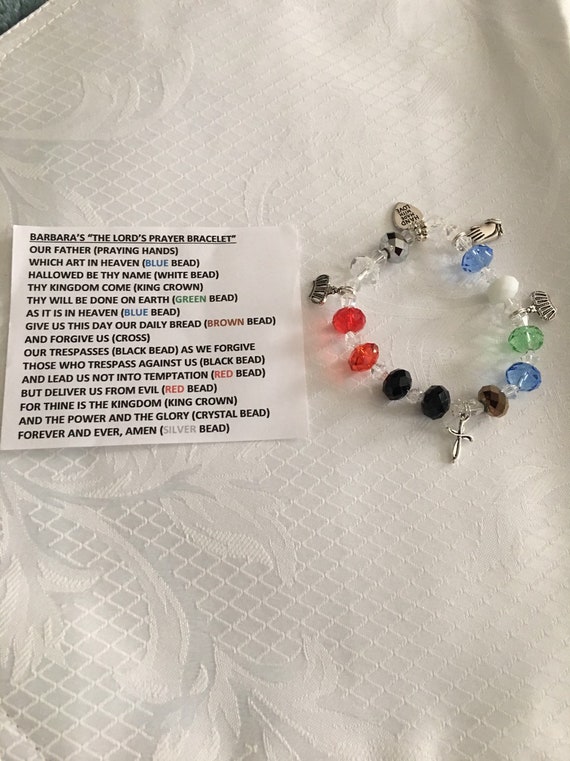 BARBARA'S "THE LORD'S PRAYER BRACELET"
OUR FATHER (PRAYING HANDS)
WHICH ART IN HEAVEN (BLUE BEAD)
HALLOWED BE THY NAME (WHITE BEAD)
THY KINGDOM COME (KING CROWN)
THY WILL BE DONE ON EARTH (GREEN BEAD)
AS IT IS IN HEAVEN (BLUE BEAD)
GIVE US THIS DAY OUR DAILY BREAD (BROWN BEAD)
AND FORGIVE US (CROSS)
OUR TRESPASSES (BLACK BEAD) AS WE FORGIVE
THOSE WHO TRESPASS AGAINST US (BLACK BEAD)
AND LEAD US NOT INTO TEMPTATION (RED BEAD)
BUT DELIVER US FROM EVIL (RED BEAD)
FOR THINE IS THE KINGDOM (KING CROWN)
AND THE POWER AND THE GLORY (CRYSTAL BEAD)
FOREVER AND EVER, AMEN (SILVER BEAD)
HAND
MADE
WITH
LOVE